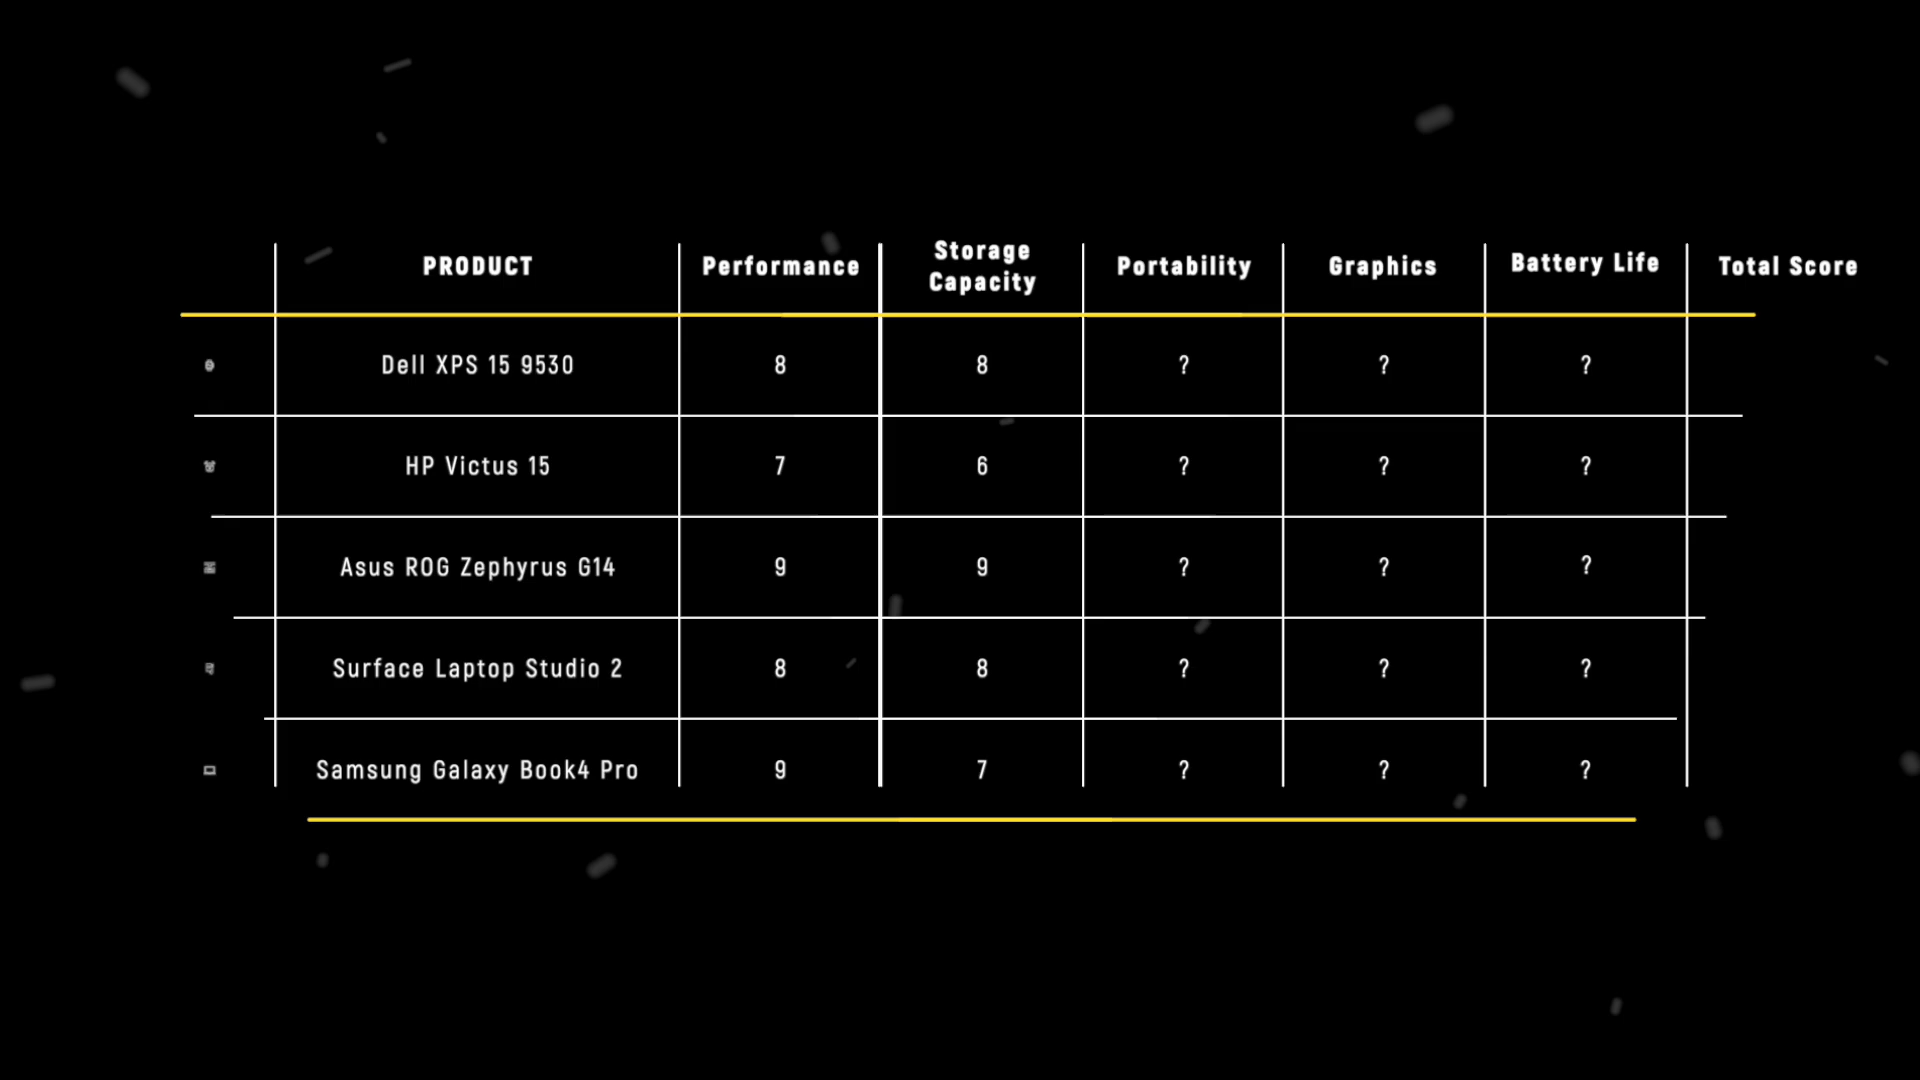 PRODUCT Performance Storage Capacity Portability Graphics Battery Life Total Score
Dell XPS 15 9530 8 8 ? ? ?
HP Victus 15 7 6 ? ? ?
Asus ROG Zephyrus G14 9 9 ? ? ?
Surface Laptop Studio 2 8 8 ? ? ?
Samsung Galaxy Book4 Pro 9 7 ? ? ?